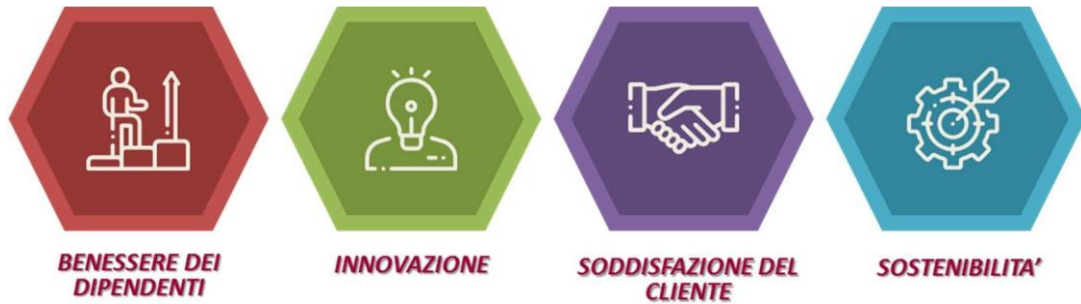 BENESSERE DEI
DIPENDENTI
INNOVAZIONE
SODDISFAZIONE DEL
CLIENTE
SOSTENIBILITA'